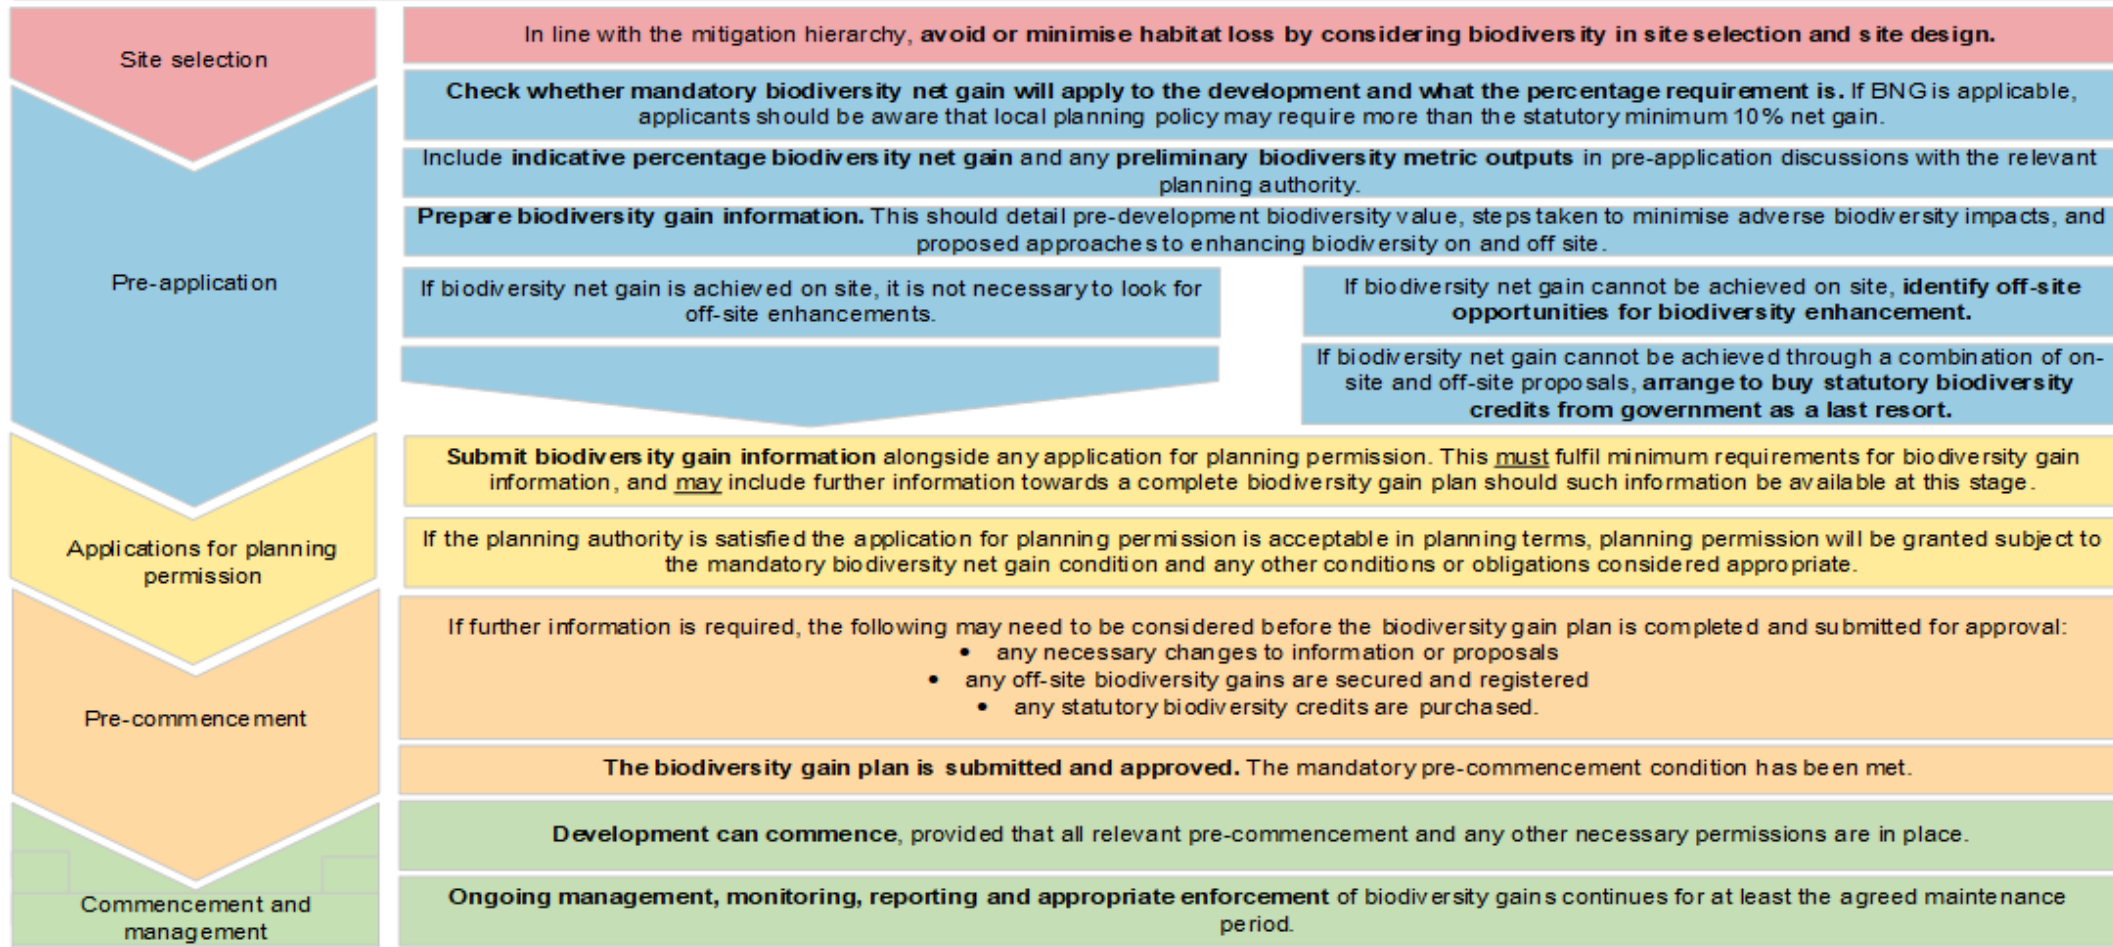 Site selection
In line with the mitigation hierarchy, avoid or minimise habitat loss by considering biodiversity in site selection and site design.
Pre-application
Check whether mandatory biodiversity net gain will apply to the development and what the percentage requirement is. If BNG is applicable,
applicants should be aware that local planning policy may require more than the statutory minimum 10% net gain.
Include indicative percentage biodiversity net gain and any preliminary biodiversity metric outputs in pre-application discussions with the relevant
planning authority.
Prepare biodiversity gain information. This should detail pre-development biodiversity value, steps taken to minimise adverse biodiversity impacts, and
proposed approaches to enhancing biodiversity on and off site.
If biodiversity net gain is achieved on site, it is not necessary to look for
off-site enhancements.
If biodiversity net gain cannot be achieved on site, identify off-site
opportunities for biodiversity enhancement.
If biodiversity net gain cannot be achieved through a combination of on-
site and off-site proposals, arrange to buy statutory biodiversity
credits from government as a last resort.
Applications for planning
permission
Submit biodiversity gain information alongside any application for planning permission. This must fulfil minimum requirements for biodiversity gain
information, and may include further information towards a complete biodiversity gain plan should such information be available at this stage.
If the planning authority is satisfied the application for planning permission is acceptable in planning terms, planning permission will be granted subject to
the mandatory biodiversity net gain condition and any other conditions or obligations considered appropriate.
Pre-commencement
If further information is required, the following may need to be considered before the biodiversity gain plan is completed and submitted for approval:
• any necessary changes to information or proposals
• any off-site biodiversity gains are secured and registered
• any statutory biodiversity credits are purchased.
The biodiversity gain plan is submitted and approved. The mandatory pre-commencement condition has been met.
Commencement and
management
Development can commence, provided that all relevant pre-commencement and any other necessary permissions are in place.
Ongoing management, monitoring, reporting and appropriate enforcement of biodiversity gains continues for at least the agreed maintenance
period.